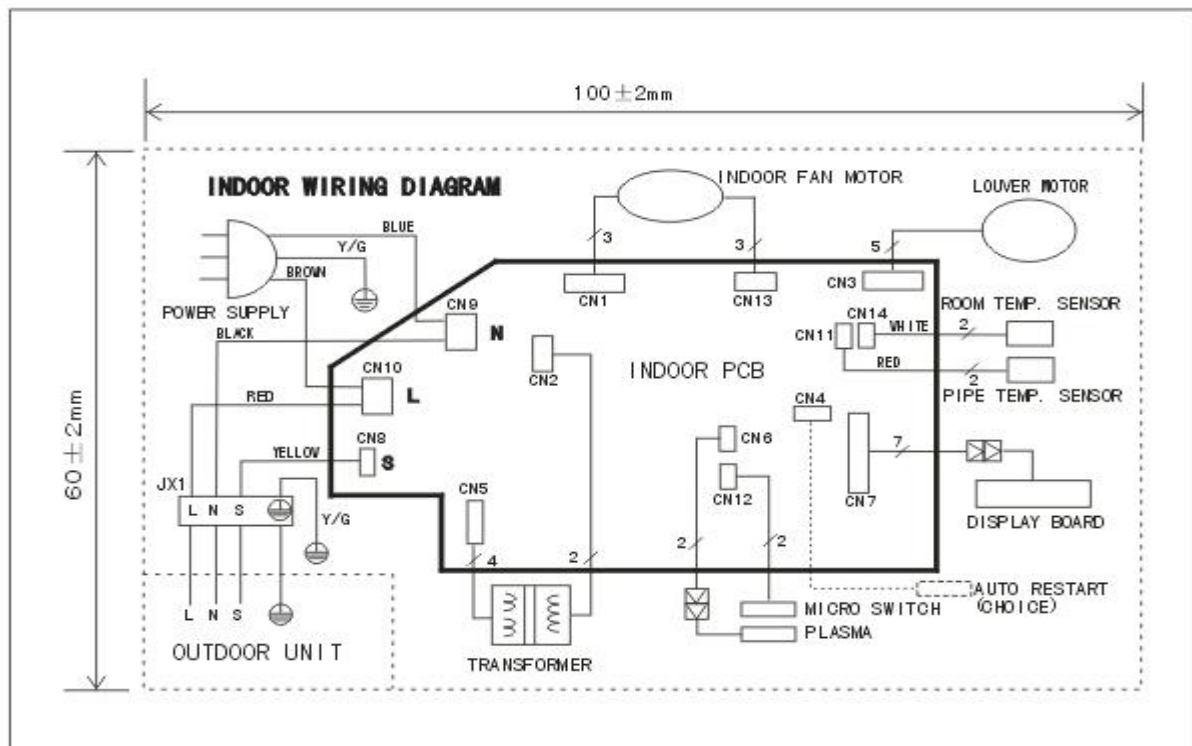 100±2mm
60±2mm
INDOOR WIRING DIAGRAM
INDOOR FAN MOTOR
LOUVER MOTOR
BLUE
Y/G
BROWN
POWER SUPPLY
3
3
5
CN1
CN13
CN3
CN9
N
BLACK
CN10
L
RED
CN8
S
YELLOW
CN2
INDOOR PCB
CN11
CN14
WHITE
2
ROOM TEMP. SENSOR
RED
2
PIPE TEMP. SENSOR
CN4
CN6
CN12
CN7
7
DISPLAY BOARD
JX1
L N S
Y/G
CN5
4
2
2
2
TRANSFORMER
MICRO SWITCH
PLASMA
AUTO RESTART
(CHOICE)
L N S
OUTDOOR UNIT